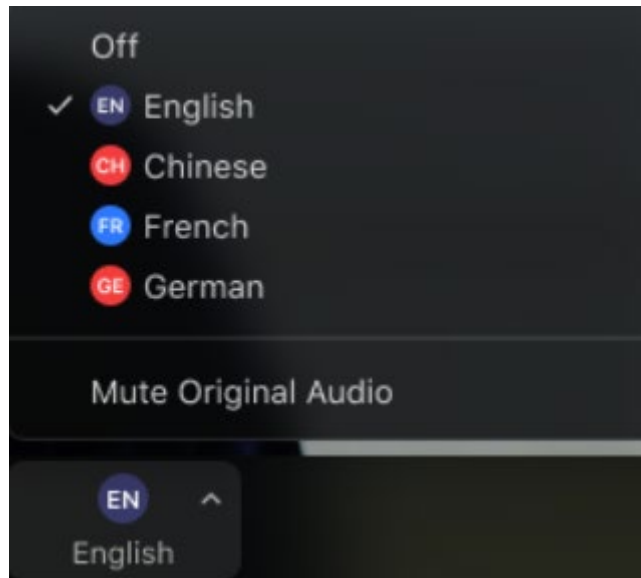 Off
EN English
CH Chinese
FR French
GE German
Mute Original Audio
EN
English